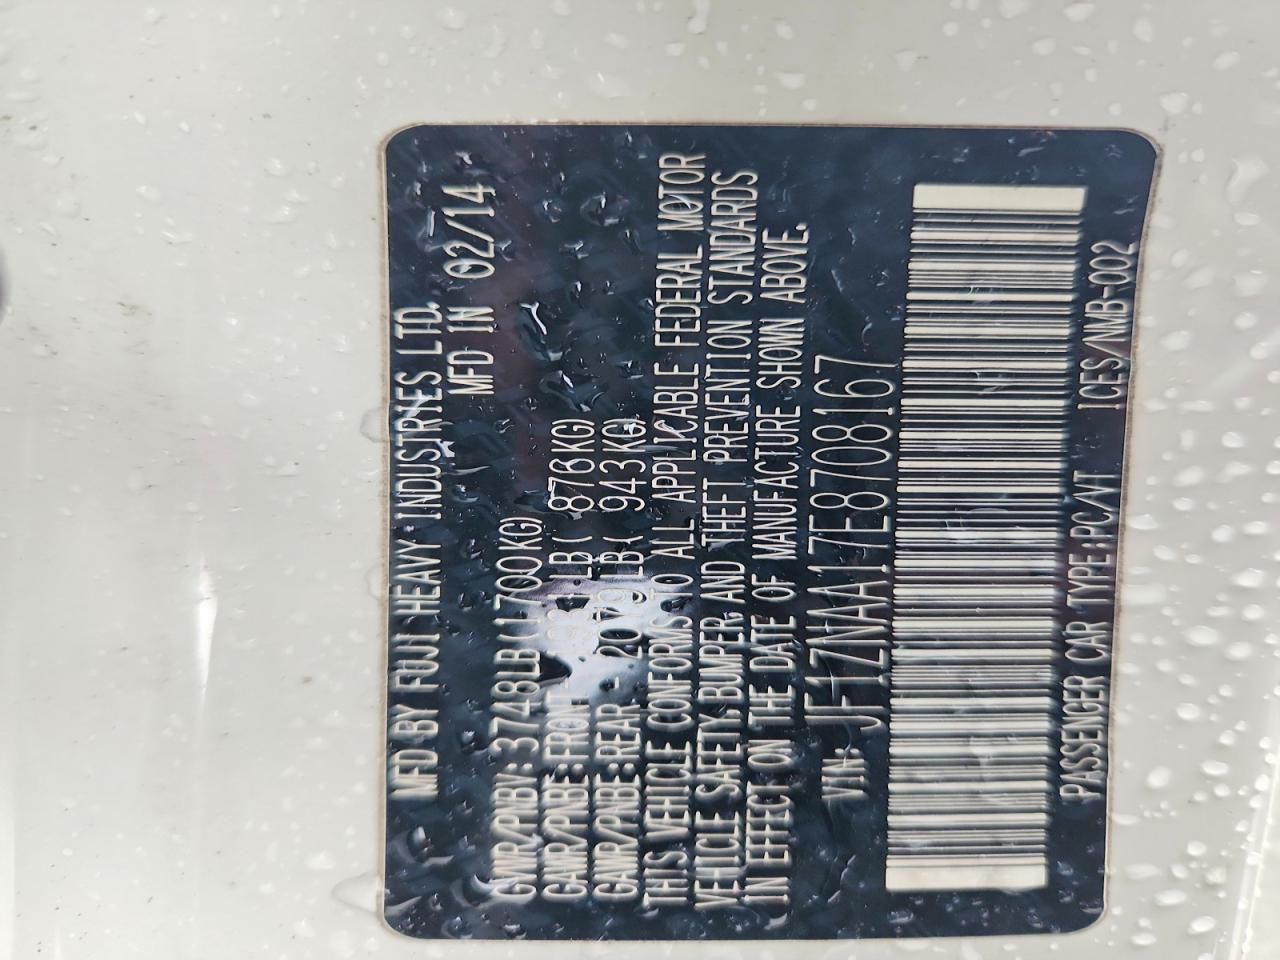 MFD BY FUJI HEAVY INDUSTRIES LTD.
MFD IN 02/14
GVWR/PNBV:3748LB(1700KG)
GAWR/PNBE:FRONT- LB( 876KG)
GAWR/PNBE:REAR - 2079LB( 943KG)
THIS VEHICLE CONFORMS TO ALL APPLICABLE FEDERAL MOTOR
VEHICLE SAFETY, BUMPER, AND THEFT PREVENTION STANDARDS
IN EFFECT ON THE DATE OF MANUFACTURE SHOWN ABOVE.
VIN: JF1ZNAA17E8708167
PASSENGER CAR TYPE:PC/VT ICES/NMB-002